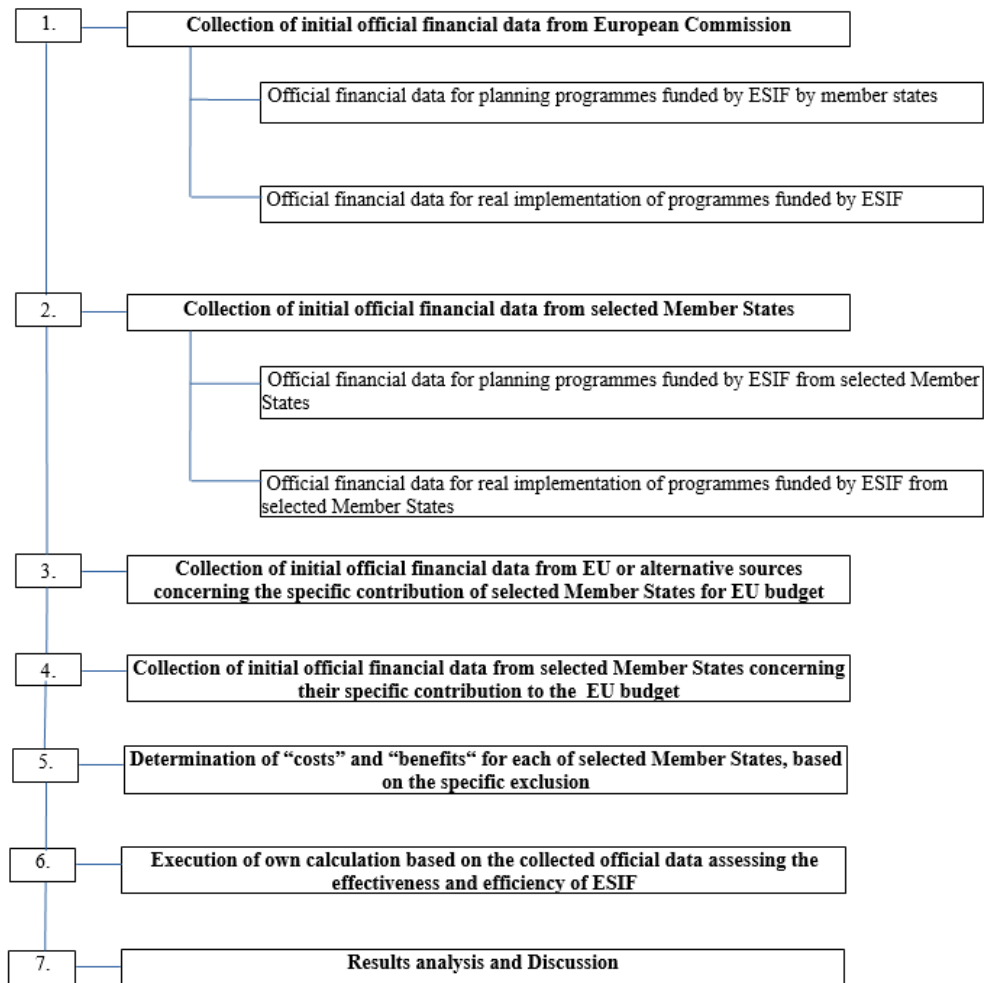 1.
Collection of initial official financial data from European Commission
Official financial data for planning programmes funded by ESIF by member states
Official financial data for real implementation of programmes funded by ESIF
2.
Collection of initial official financial data from selected Member States
Official financial data for planning programmes funded by ESIF from selected Member
States
Official financial data for real implementation of programmes funded by ESIF from
selected Member States
3.
Collection of initial official financial data from EU or alternative sources
concerning the specific contribution of selected Member States for EU budget
4.
Collection of initial official financial data from selected Member States concerning
their specific contribution to the EU budget
5.
Determination of “costs” and “benefits“ for each of selected Member States, based
on the specific exclusion
6.
Execution of own calculation based on the collected official data assessing the
effectiveness and efficiency of ESIF
7.
Results analysis and Discussion